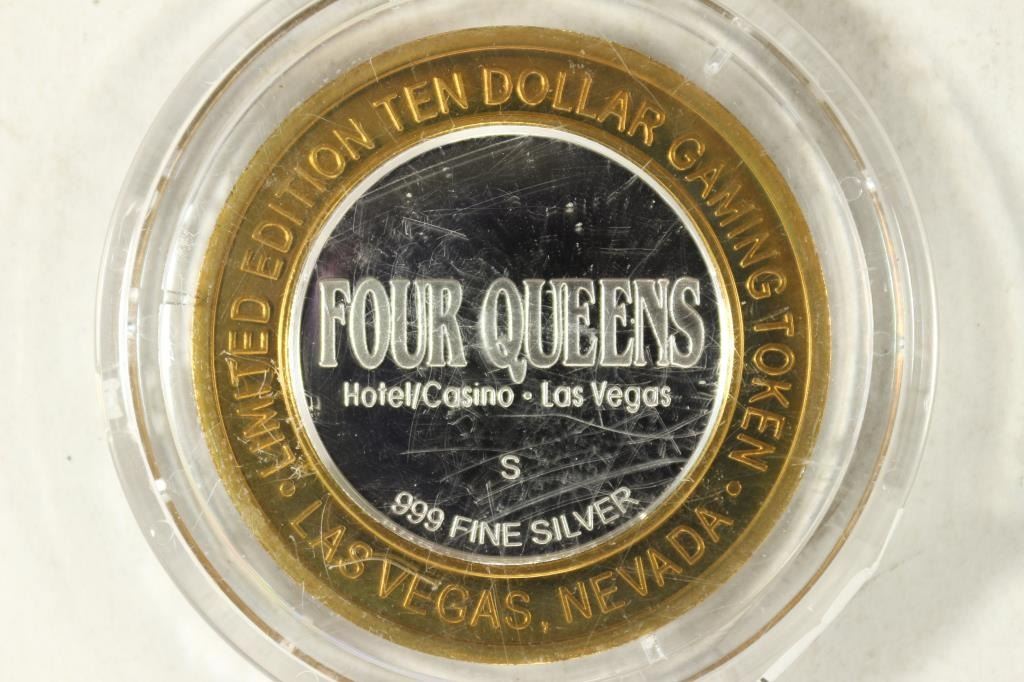 LIMITED EDITION TEN DOLLAR GAMING TOKEN
FOUR QUEENS
Hotel/Casino • Las Vegas
S
999 FINE SILVER
• LAS VEGAS, NEVADA •